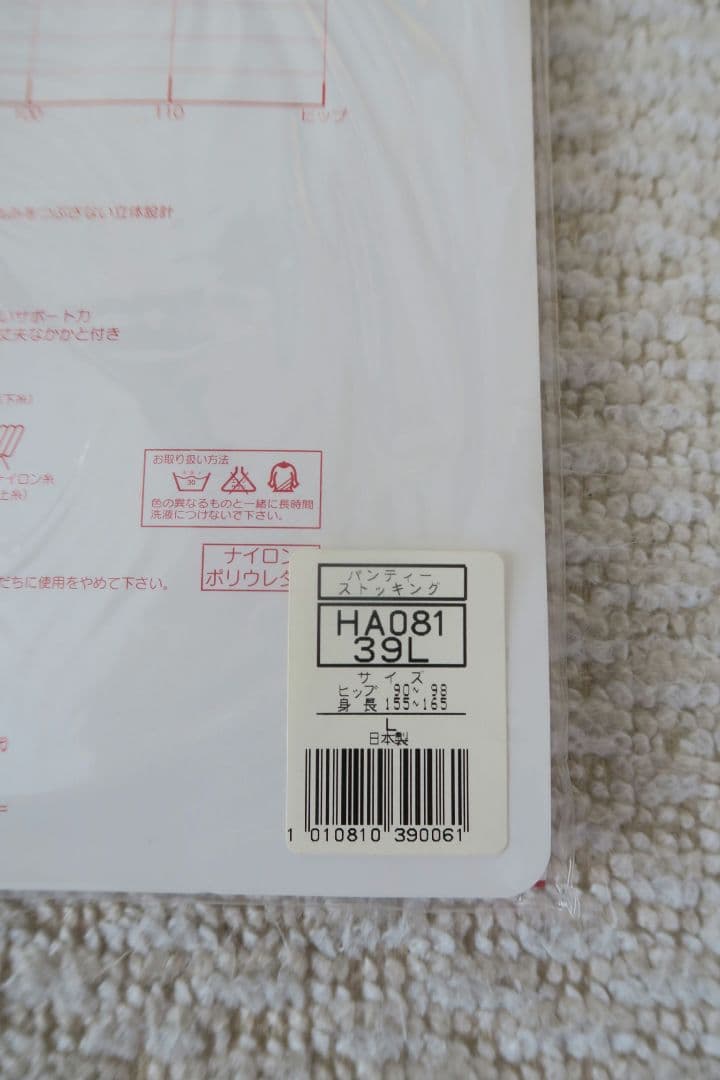 100
110
ヒップ
みをつぶさない立体設計
いサポート力
丈夫なかかと付き
下糸)
イロン糸
上糸)
お取り扱い方法
30
色の異なるものと一緒に長時間
洗液につけないで下さい。
だちに使用をやめて下さい。
ナイロン
ポリウレタ
パンティー
ストッキング
HA081
39L
サイズ
ヒップ 90~98
身長 155~165
L
日本製
1 010810 390061